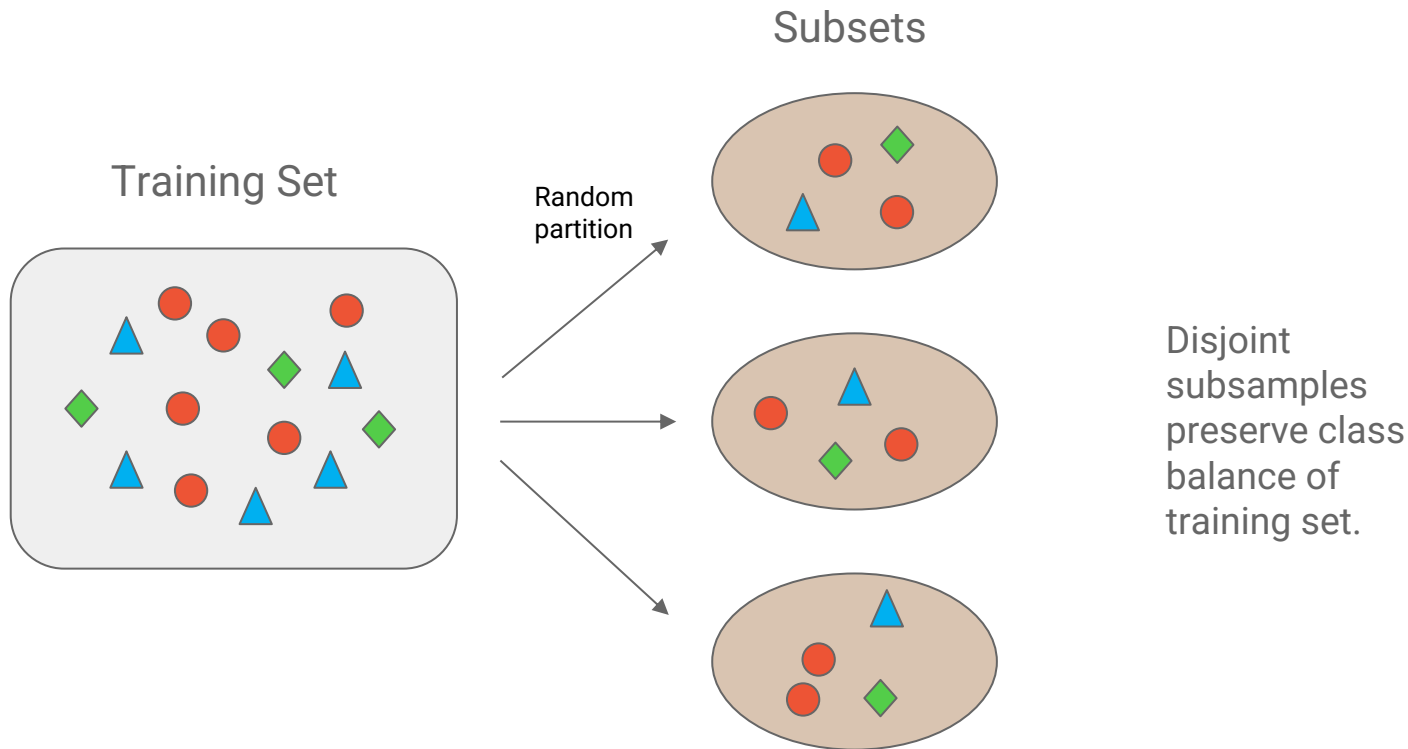 Subsets
Training Set
Random
partition
Disjoint
subsamples
preserve class
balance of
training set.